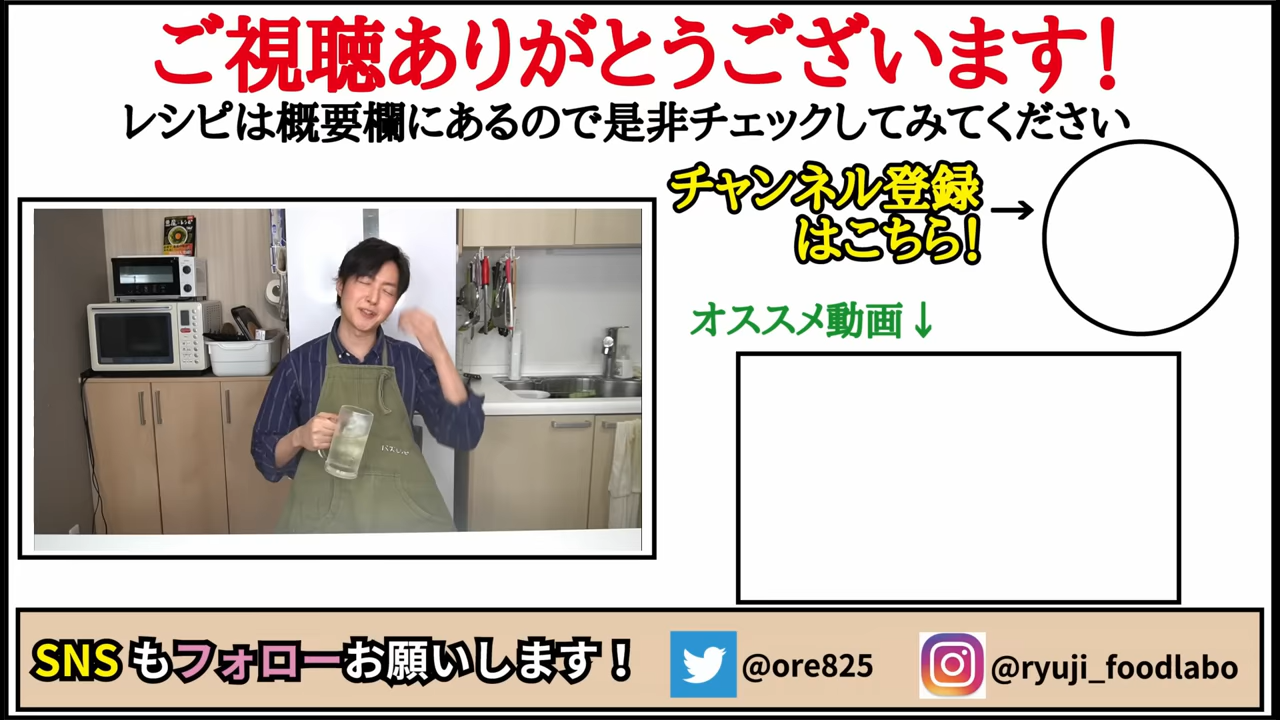 ご視聴ありがとうございます!
レシピは概要欄にあるので是非チェックしてみてください
チャンネル登録→
はこちら!
オススメ動画↓
SNSもフォローお願いします!
@ore825
@ryuji_foodlabo